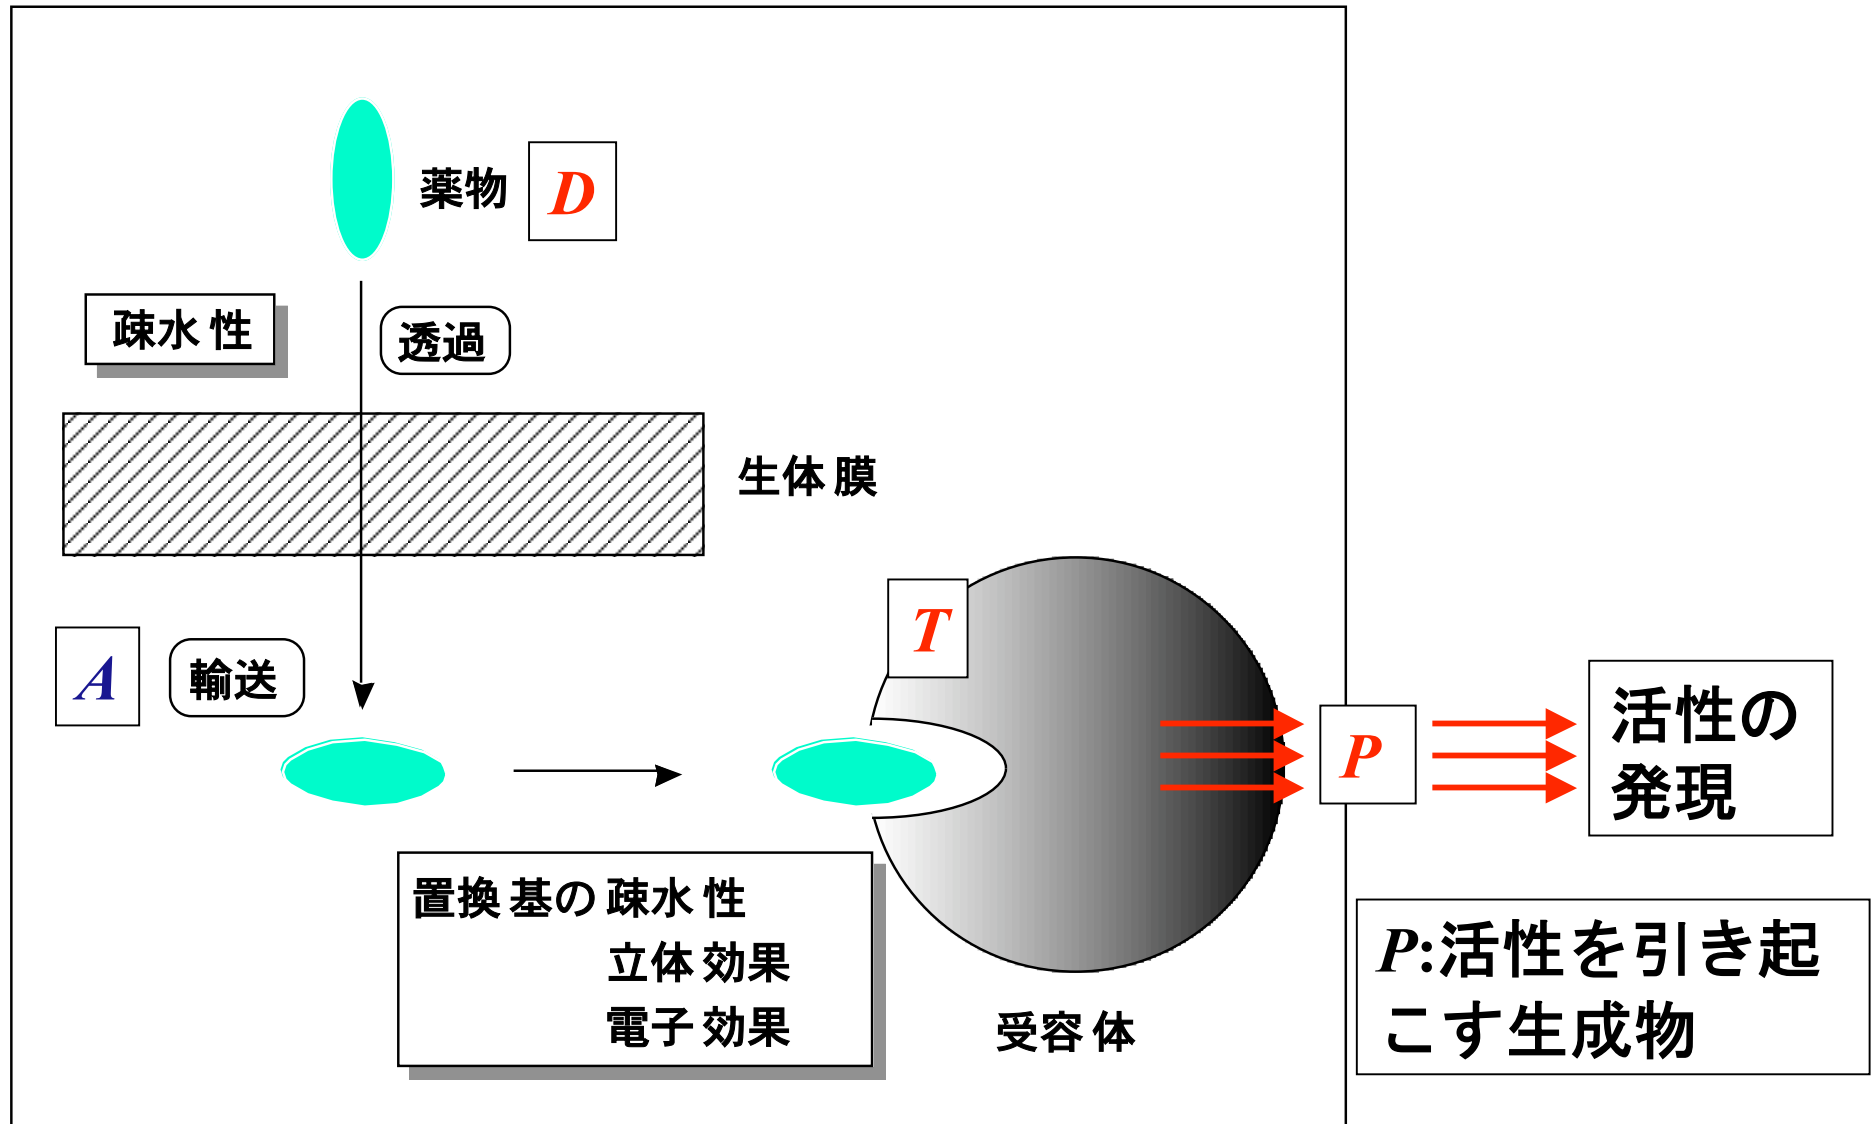 薬物
D
疎水性
透過
生体膜
A
輸送
T
P
活性の
発現
置換基の疎水性
立体効果
電子効果
受容体
P:活性を引き起
こす生成物